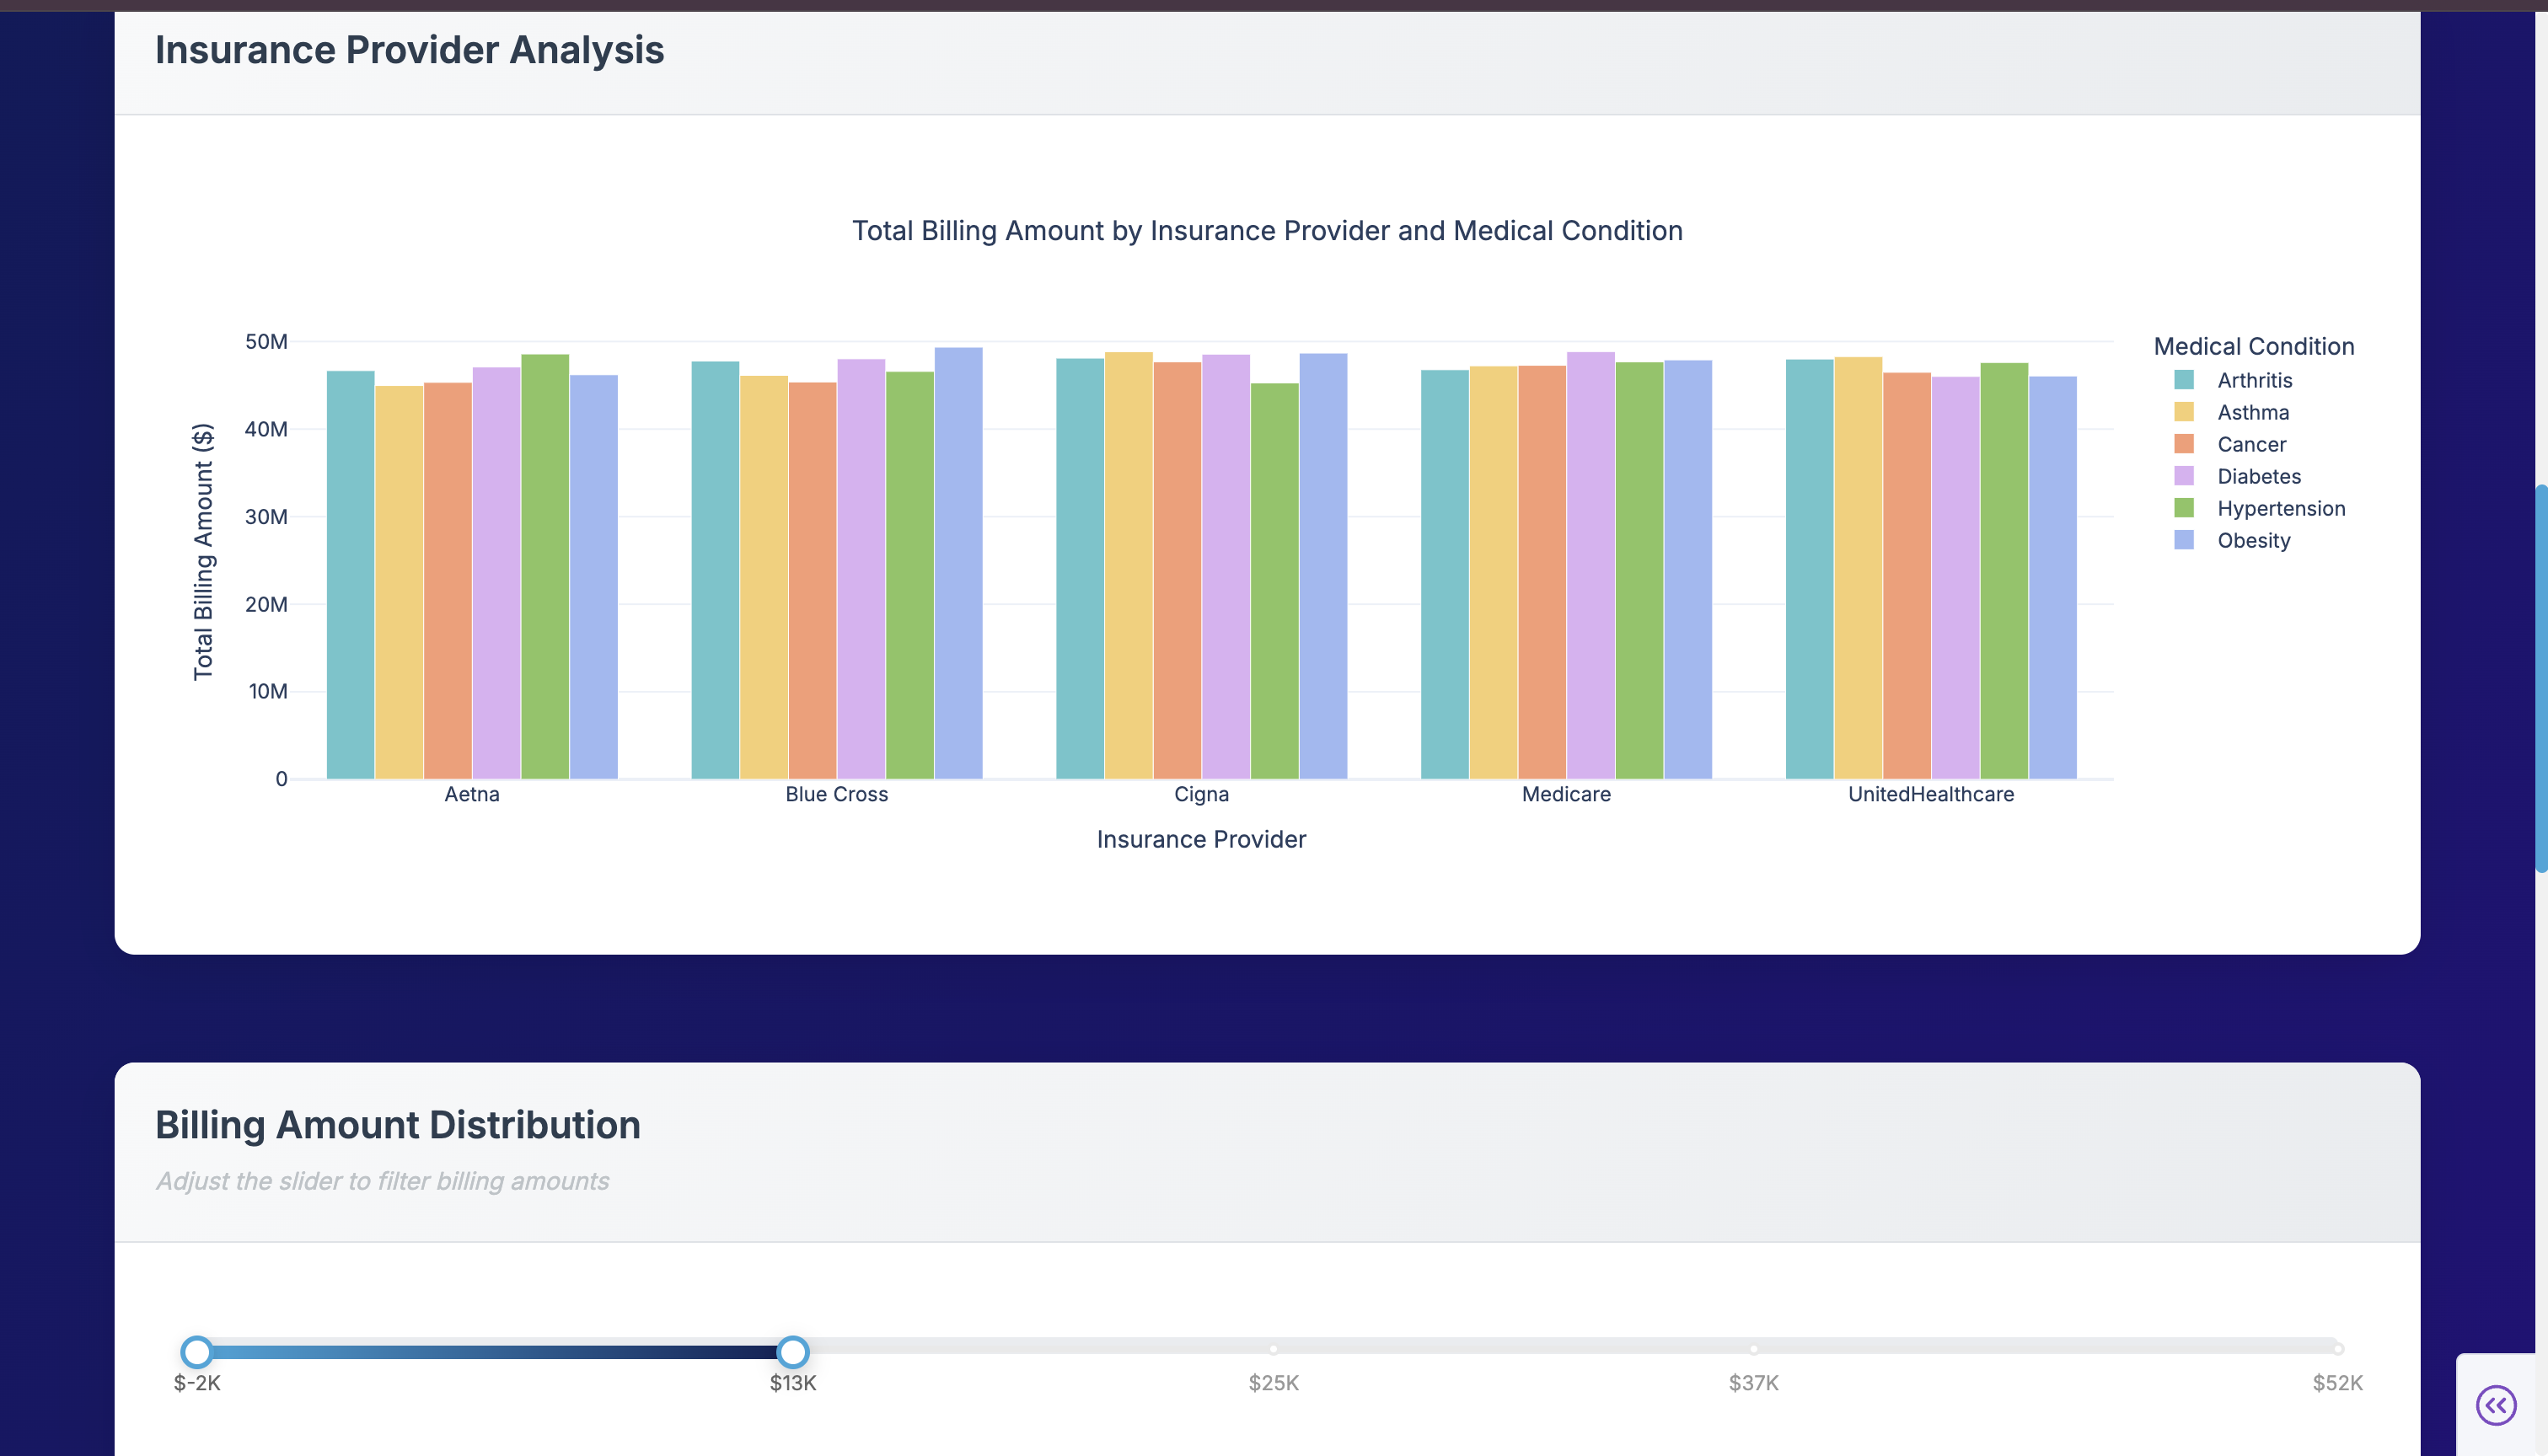 Insurance Provider Analysis
Total Billing Amount by Insurance Provider and Medical Condition
Total Billing Amount ($)
50M
40M
30M
20M
10M
0
Aetna
Blue Cross
Cigna
Medicare
UnitedHealthcare
Insurance Provider
Medical Condition
Arthritis
Asthma
Cancer
Diabetes
Hypertension
Obesity
Billing Amount Distribution
Adjust the slider to filter billing amounts
$-2K
$13K
$25K
$37K
$52K